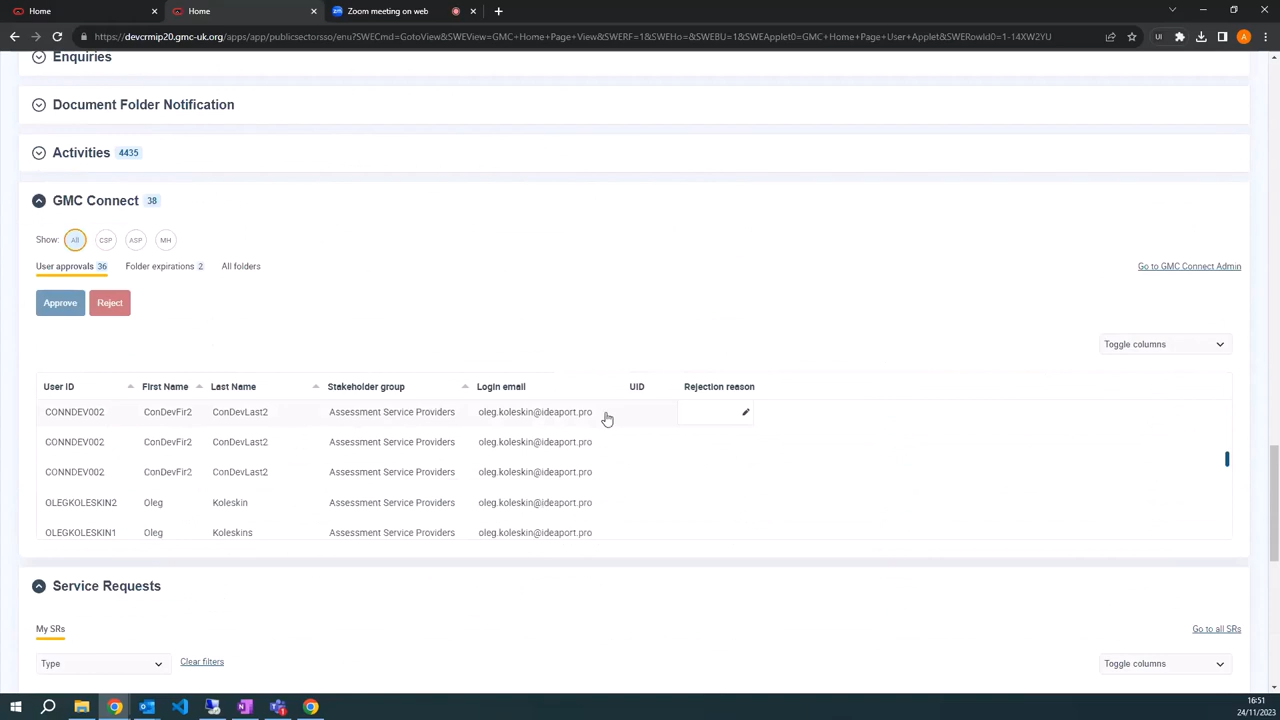 Home
Home
Zoom meeting on web
https://devcrmip20.gmc-uk.org/apps/app/publicsectorsso/enu?SWECmd=GotoView&SWEView=GMC+Home+Page+View&SWERF=1&SWEHo=&SWEBU=1&SWEApplet0=GMC+Home+Page+User+Applet&SWERowId0=1-14XW2YU
UI
A
Enquiries
Document Folder Notification
Activities 4435
GMC Connect 38
Show: All CSP ASP MH
User approvals 36 Folder expirations 2 All folders Go to GMC Connect Admin
Approve Reject
Toggle columns
User ID First Name Last Name Stakeholder group Login email UID Rejection reason
CONNDEV002 ConDevFir2 ConDevLast2 Assessment Service Providers oleg.koleskin@ideaport.pro
CONNDEV002 ConDevFir2 ConDevLast2 Assessment Service Providers oleg.koleskin@ideaport.pro
CONNDEV002 ConDevFir2 ConDevLast2 Assessment Service Providers oleg.koleskin@ideaport.pro
OLEGKOLESKIN2 Oleg Koleskin Assessment Service Providers oleg.koleskin@ideaport.pro
OLEGKOLESKIN1 Oleg Koleskins Assessment Service Providers oleg.koleskin@ideaport.pro
Service Requests
My SRs Go to all SRs
Type Clear filters Toggle columns
16:51
24/11/2023